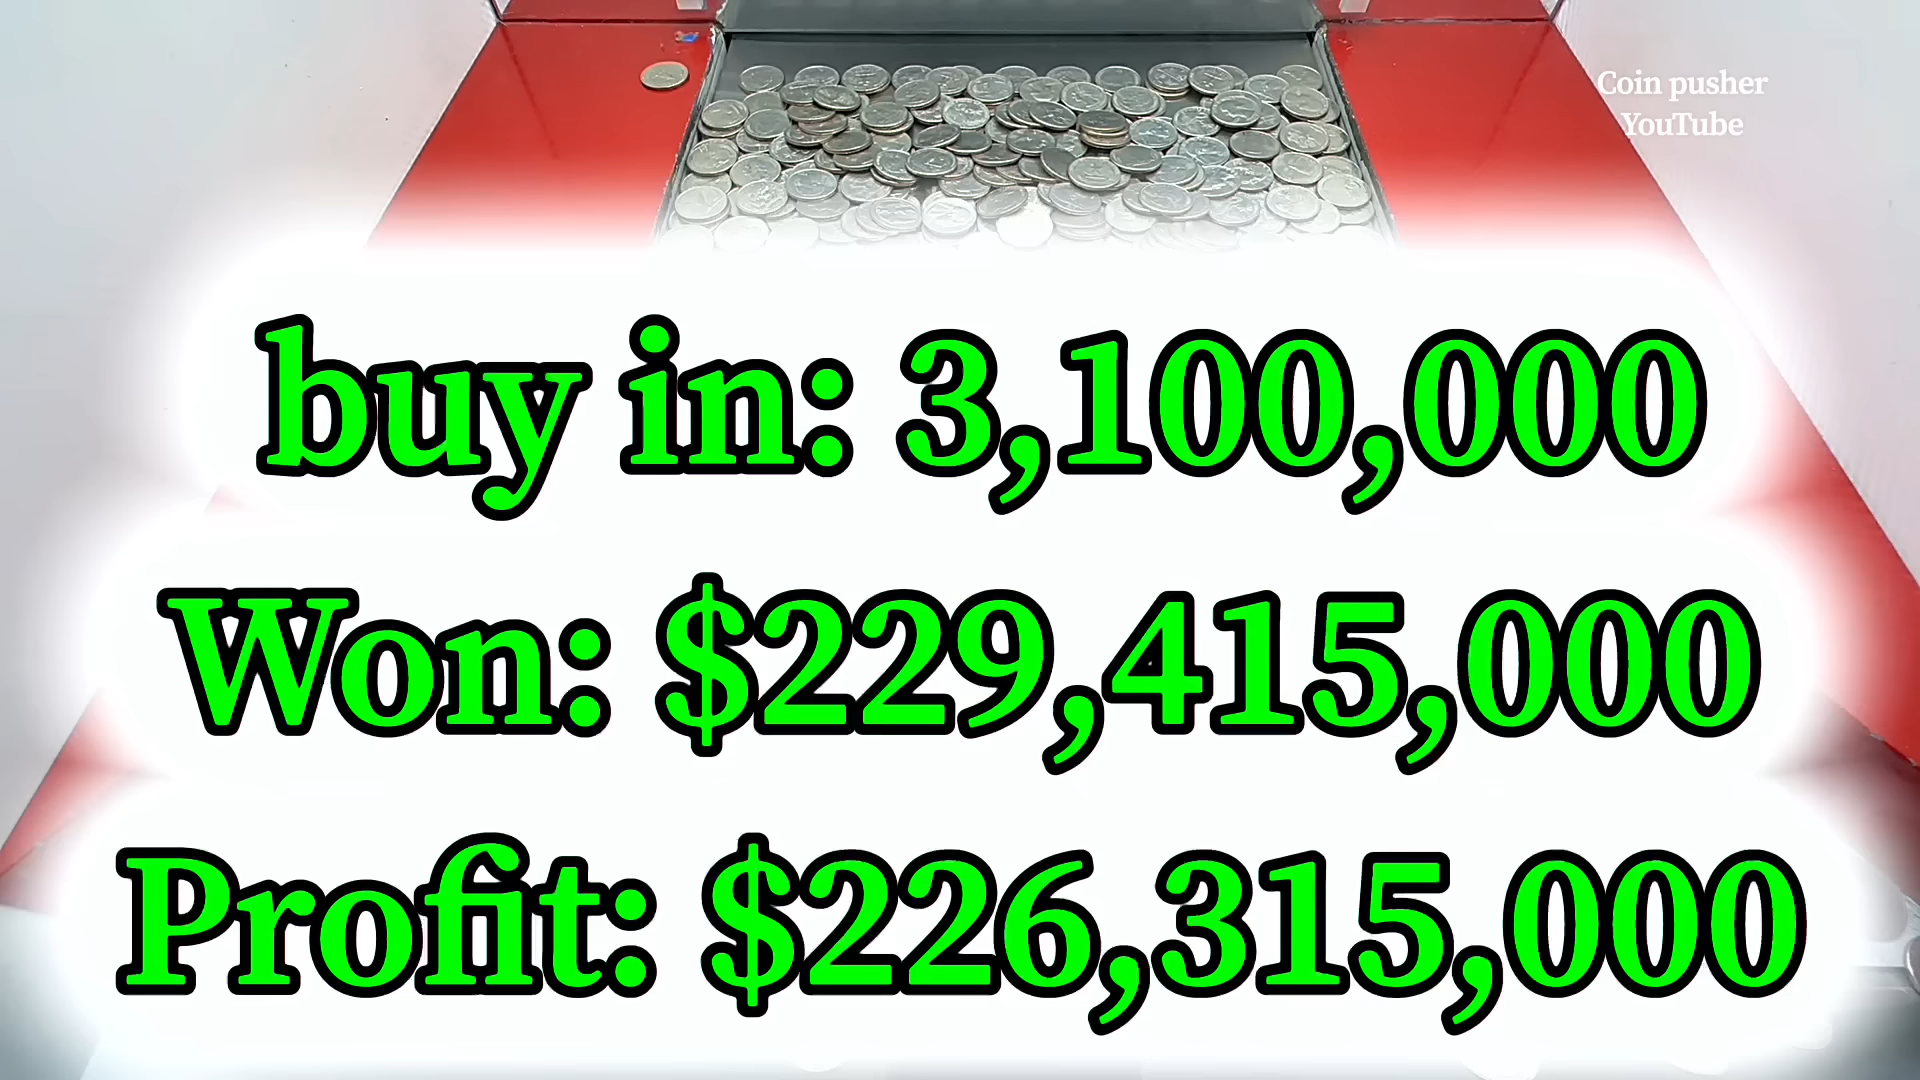 Coin pusher
YouTube
buy in: 3,100,000
Won: $229,415,000
Profit: $226,315,000